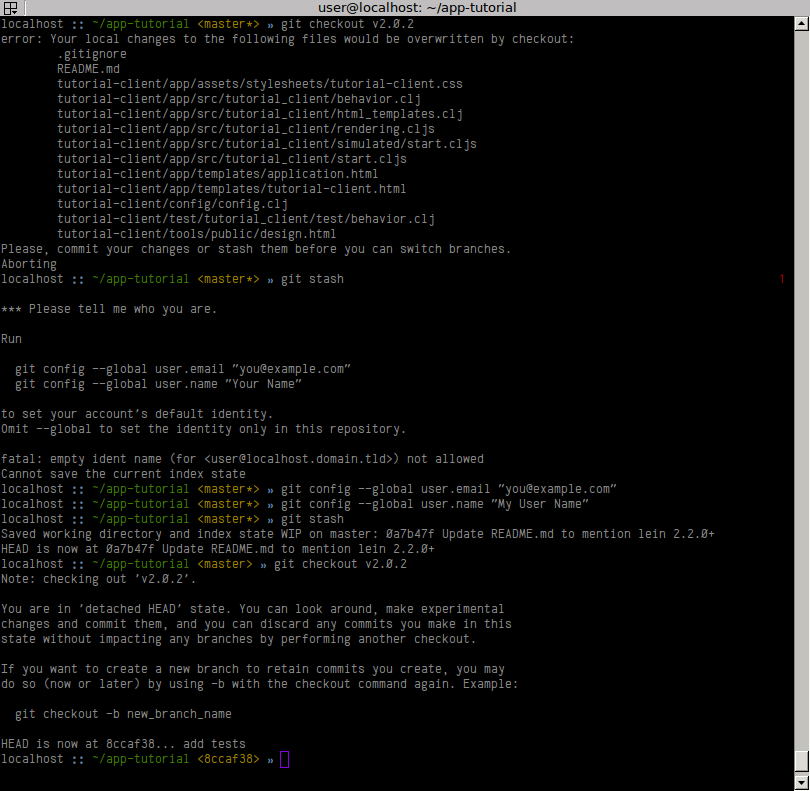 user@localhost: ~/app-tutorial
localhost :: ~/app-tutorial <master*> » git checkout v2.0.2
error: Your local changes to the following files would be overwritten by checkout:
.gitignore
README.md
tutorial-client/app/assets/stylesheets/tutorial-client.css
tutorial-client/app/src/tutorial_client/behavior.clj
tutorial-client/app/src/tutorial_client/html_templates.clj
tutorial-client/app/src/tutorial_client/rendering.cljs
tutorial-client/app/src/tutorial_client/simulated/start.cljs
tutorial-client/app/src/tutorial_client/start.cljs
tutorial-client/app/templates/application.html
tutorial-client/app/templates/tutorial-client.html
tutorial-client/config/config.clj
tutorial-client/test/tutorial_client/test/behavior.clj
tutorial-client/tools/public/design.html
Please, commit your changes or stash them before you can switch branches.
Aborting
localhost :: ~/app-tutorial <master*> » git stash 1
*** Please tell me who you are.
Run
git config --global user.email "you@example.com"
git config --global user.name "Your Name"
to set your account's default identity.
Omit --global to set the identity only in this repository.
fatal: empty ident name (for <user@localhost.domain.tld>) not allowed
Cannot save the current index state
localhost :: ~/app-tutorial <master*> » git config --global user.email "you@example.com"
localhost :: ~/app-tutorial <master*> » git config --global user.name "My User Name"
localhost :: ~/app-tutorial <master*> » git stash
Saved working directory and index state WIP on master: 0a7b47f Update README.md to mention lein 2.2.0+
HEAD is now at 0a7b47f Update README.md to mention lein 2.2.0+
localhost :: ~/app-tutorial <master> » git checkout v2.0.2
Note: checking out 'v2.0.2'.
You are in 'detached HEAD' state. You can look around, make experimental
changes and commit them, and you can discard any commits you make in this
state without impacting any branches by performing another checkout.
If you want to create a new branch to retain commits you create, you may
do so (now or later) by using -b with the checkout command again. Example:
git checkout -b new_branch_name
HEAD is now at 8ccaf38... add tests
localhost :: ~/app-tutorial <8ccaf38> »